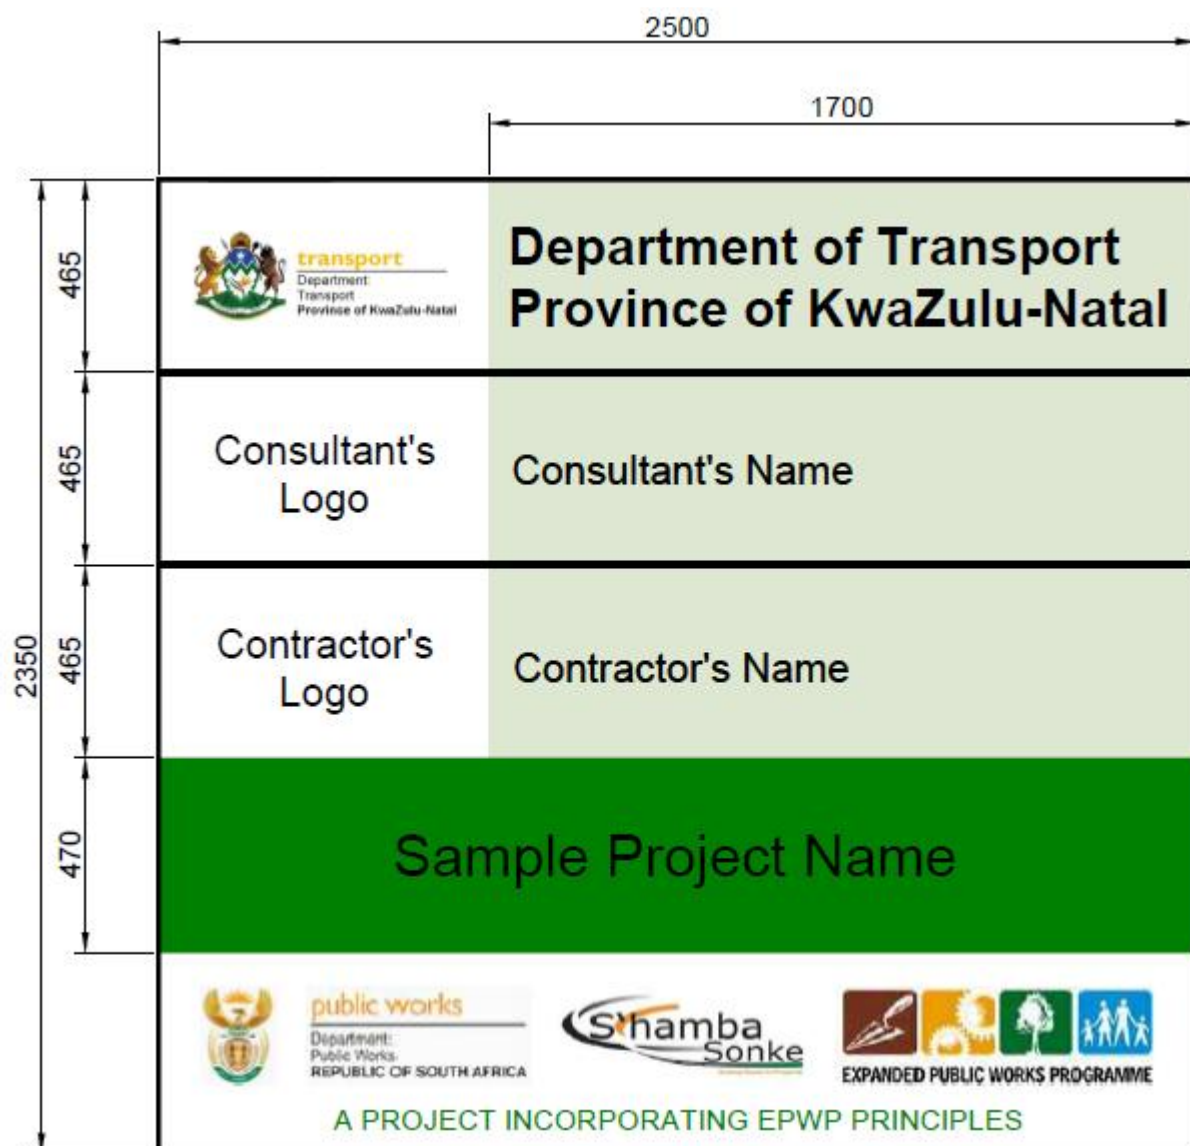 2500
1700
465
transport
Department:
Transport
Province of KwaZulu-Natal
Department of Transport
Province of KwaZulu-Natal
465
Consultant's
Logo
Consultant's Name
2350
465
Contractor's
Logo
Contractor's Name
470
Sample Project Name
public works
Department:
Public Works
REPUBLIC OF SOUTH AFRICA
S'hamba
Sonke
EXPANDED PUBLIC WORKS PROGRAMME
A PROJECT INCORPORATING EPWP PRINCIPLES